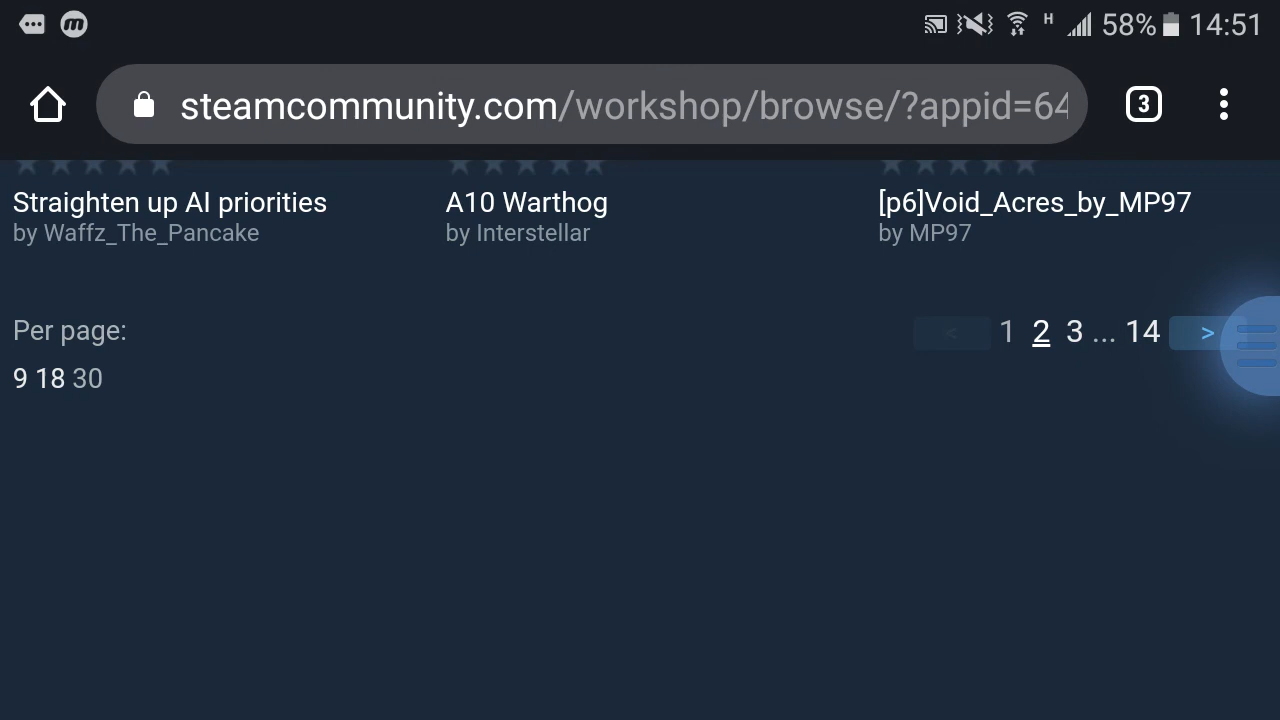 H 58% 14:51
steamcommunity.com/workshop/browse/?appid=64
3
Straighten up AI priorities
by Waffz_The_Pancake
A10 Warthog
by Interstellar
[p6]Void_Acres_by_MP97
by MP97
Per page:
9 18 30
< 1 2 3 ... 14 >